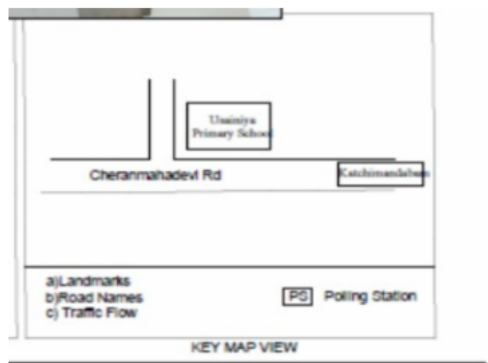 Usainiya
Primary School
Cheranmahadevi Rd
Katchimandabam
a)Landmarks
b)Road Names
c) Traffic Flow
PS Polling Station
KEY MAP VIEW